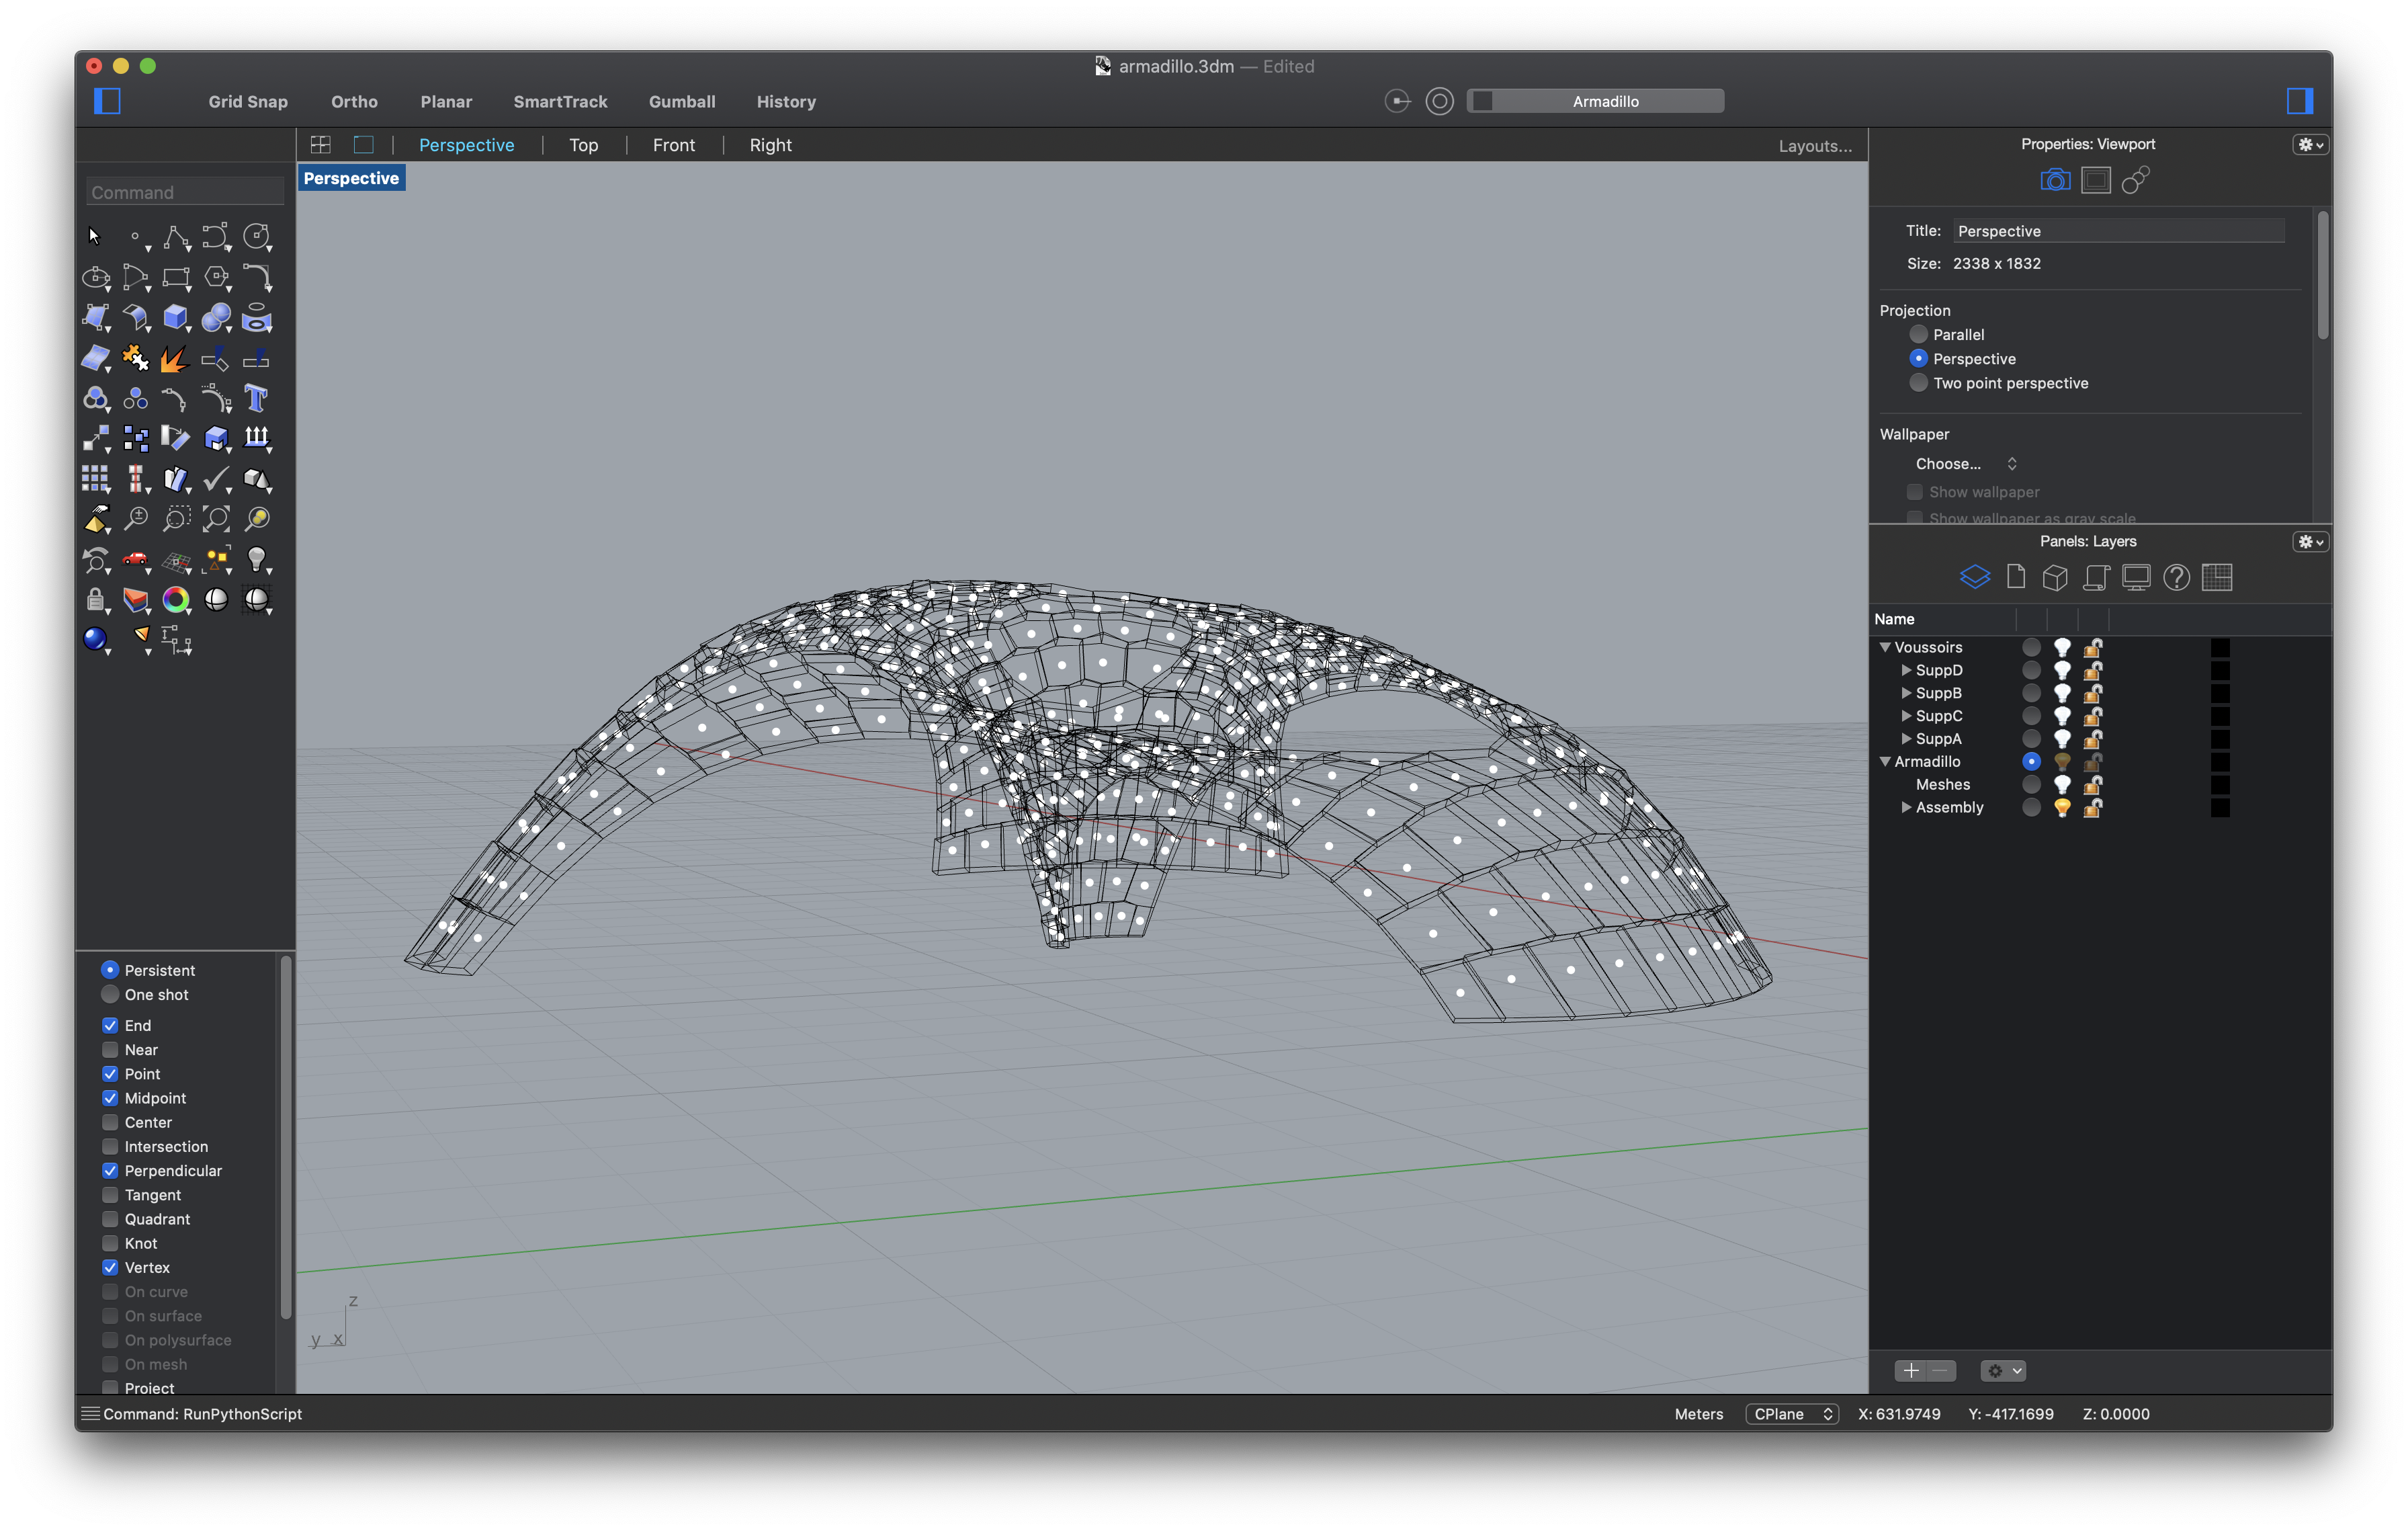 armadillo.3dm — Edited
Grid Snap
Ortho
Planar
SmartTrack
Gumball
History
Armadillo
Perspective
Top
Front
Right
Layouts...
Command
Perspective
Persistent
One shot
End
Near
Point
Midpoint
Center
Intersection
Perpendicular
Tangent
Quadrant
Knot
Vertex
On curve
On surface
On polysurface
On mesh
Project
z
y x
Properties: Viewport
Title: Perspective
Size: 2338 x 1832
Projection
Parallel
Perspective
Two point perspective
Wallpaper
Choose...
Show wallpaper
Show wallpaper as gray scale
Panels: Layers
Name
Voussoirs
SuppD
SuppB
SuppC
SuppA
Armadillo
Meshes
Assembly
Command: RunPythonScript
Meters
CPlane
X: 631.9749
Y: -417.1699
Z: 0.0000